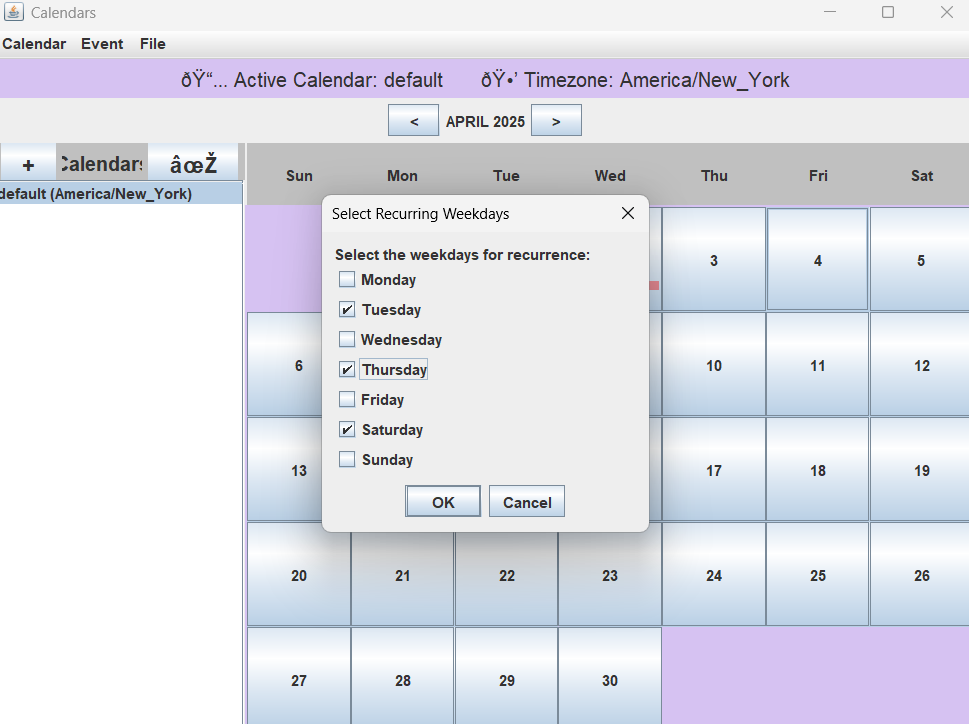 Calendars
Calendar Event File
ðŸ“… Active Calendar: default ðŸ•’ Timezone: America/New_York
< APRIL 2025 >
+ Calendars âœŽ
default (America/New_York)
Sun Mon Tue Wed Thu Fri Sat
Select Recurring Weekdays
Select the weekdays for recurrence:
Monday
Tuesday
Wednesday
Thursday
Friday
Saturday
Sunday
OK Cancel
3 4 5
6 10 11 12
13 17 18 19
20 21 22 23 24 25 26
27 28 29 30